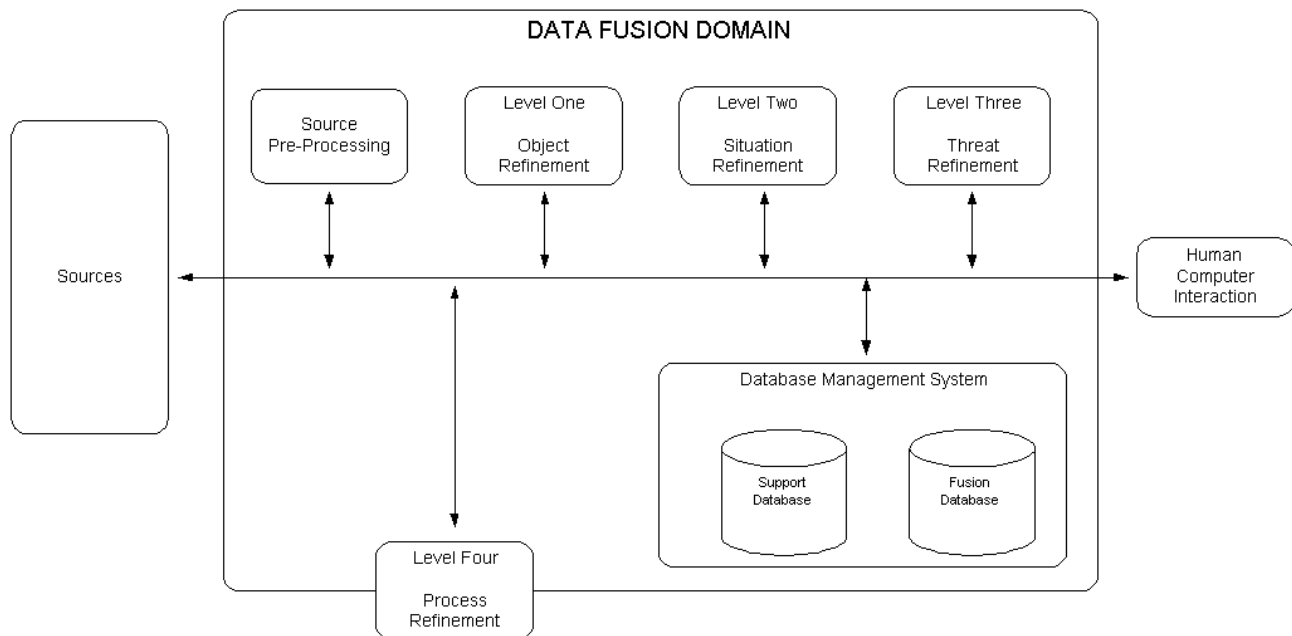 DATA FUSION DOMAIN
Source
Pre-Processing
Level One
Object
Refinement
Level Two
Situation
Refinement
Level Three
Threat
Refinement
Sources
Human
Computer
Interaction
Database Management System
Support
Database
Fusion
Database
Level Four
Process
Refinement